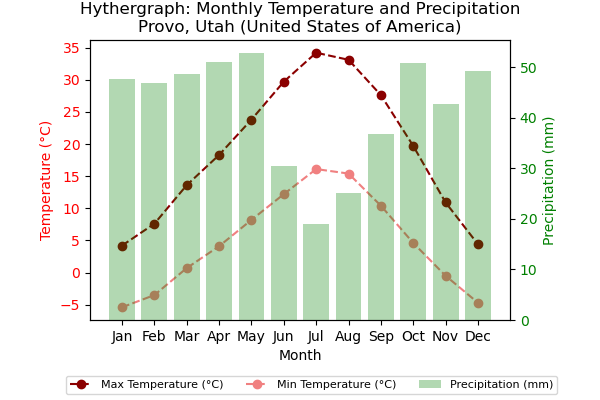 Hythergraph: Monthly Temperature and Precipitation
Provo, Utah (United States of America)
Temperature (°C)
35
30
25
20
15
10
5
0
−5
50
40
30
20
10
0
Precipitation (mm)
Jan Feb Mar Apr May Jun Jul Aug Sep Oct Nov Dec
Month
Max Temperature (°C) Min Temperature (°C) Precipitation (mm)